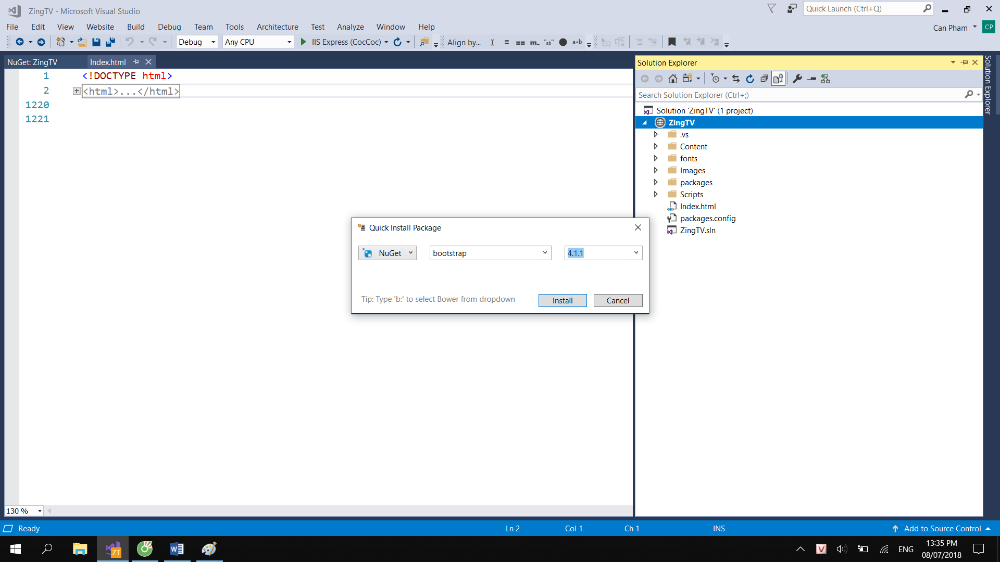 ZingTV - Microsoft Visual Studio
Quick Launch (Ctrl+Q)
File Edit View Website Build Debug Team Tools Architecture Test Analyze Window Help
Can Pham CP
Debug Any CPU IIS Express (CocCoc) Align by... = == m_ "ab" a•b
NuGet: ZingTV Index.html
1 <!DOCTYPE html>
2 <html>...</html>
1220
1221
Solution Explorer
Search Solution Explorer (Ctrl+;)
Solution 'ZingTV' (1 project)
ZingTV
.vs
Content
fonts
Images
packages
Scripts
Index.html
packages.config
ZingTV.sln
Solution Explorer
Quick Install Package
NuGet bootstrap 4.1.1
Tip: Type 'b:' to select Bower from dropdown
Install Cancel
130 %
Ready Ln 2 Col 1 Ch 1 INS Add to Source Control
ZT
V ENG 13:35 PM
08/07/2018